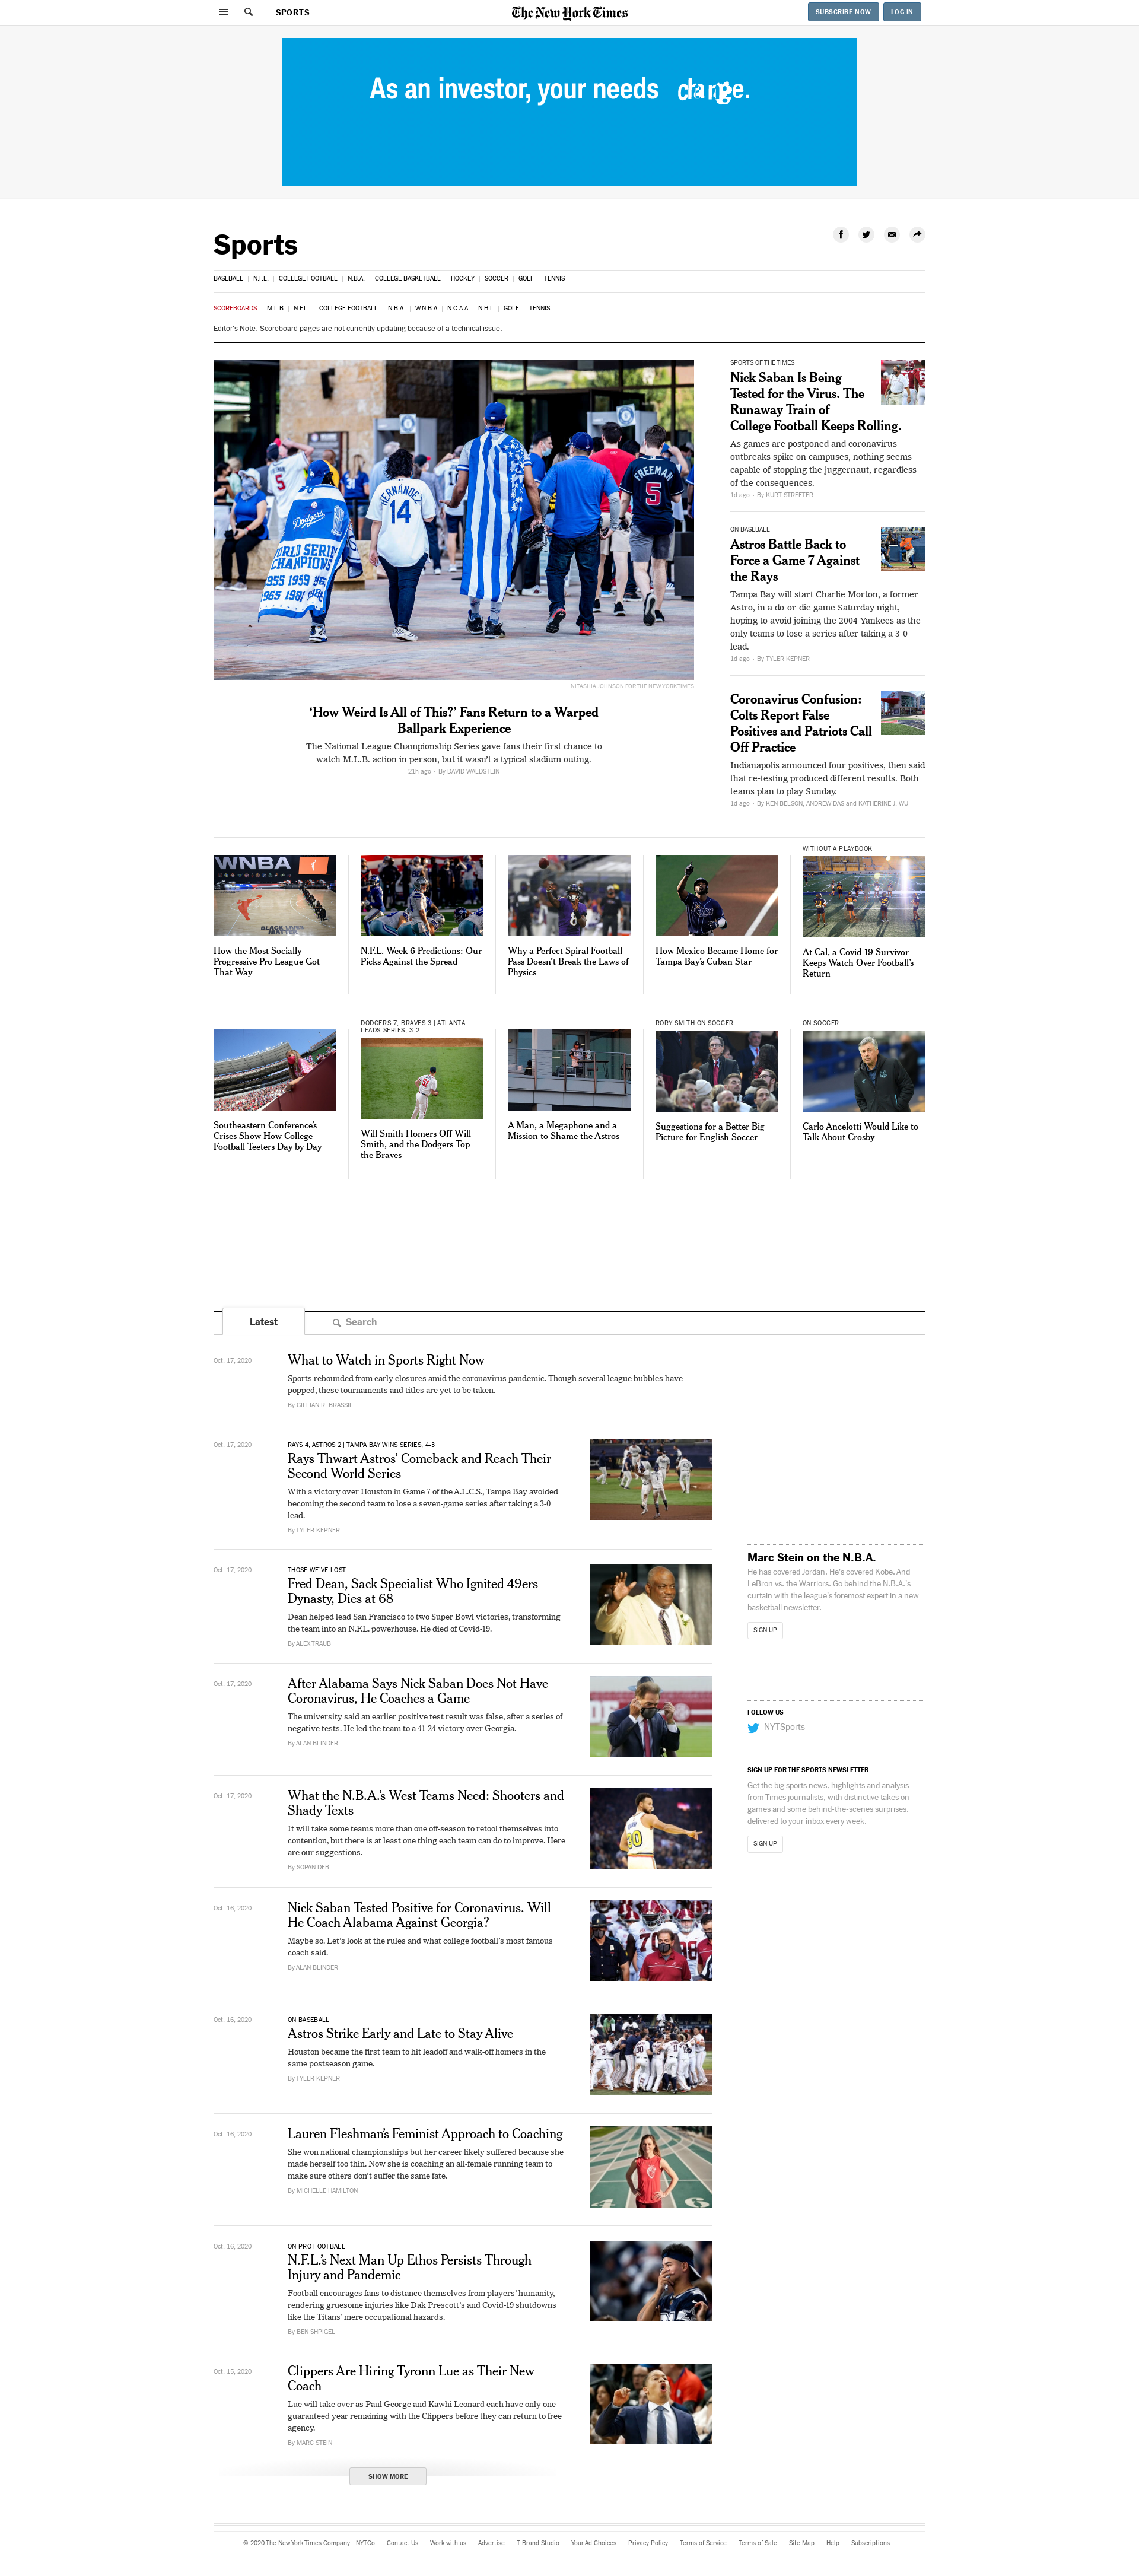 SPORTS
The New York Times
SUBSCRIBE NOW
LOG IN
As an investor, your needs
Sports
BASEBALL | N.F.L. | COLLEGE FOOTBALL | N.B.A. | COLLEGE BASKETBALL | HOCKEY | SOCCER | GOLF | TENNIS
SCOREBOARDS | M.L.B | N.F.L. | COLLEGE FOOTBALL | N.B.A. | W.N.B.A | N.C.A.A | N.H.L | GOLF | TENNIS
Editor's Note: Scoreboard pages are not currently updating because of a technical issue.
Dodgers
WORLD SERIES
CHAMPIONS
1955 1959
1965 1981
HERNANDEZ
14
FREEMAN
5
5
NITASHIA JOHNSON FOR THE NEW YORK TIMES
‘How Weird Is All of This?’ Fans Return to a Warped
Ballpark Experience
The National League Championship Series gave fans their first chance to
watch M.L.B. action in person, but it wasn't a typical stadium outing.
21h ago • By DAVID WALDSTEIN
SPORTS OF THE TIMES
Nick Saban Is Being
Tested for the Virus. The
Runaway Train of
College Football Keeps Rolling.
As games are postponed and coronavirus
outbreaks spike on campuses, nothing seems
capable of stopping the juggernaut, regardless
of the consequences.
1d ago • By KURT STREETER
ON BASEBALL
Astros Battle Back to
Force a Game 7 Against
the Rays
Tampa Bay will start Charlie Morton, a former
Astro, in a do-or-die game Saturday night,
hoping to avoid joining the 2004 Yankees as the
only teams to lose a series after taking a 3-0
lead.
1d ago • By TYLER KEPNER
Coronavirus Confusion:
Colts Report False
Positives and Patriots Call
Off Practice
Indianapolis announced four positives, then said
that re-testing produced different results. Both
teams plan to play Sunday.
1d ago • By KEN BELSON, ANDREW DAS and KATHERINE J. WU
WNBA
BLACK LIVES
MATTER
How the Most Socially
Progressive Pro League Got
That Way
N.F.L. Week 6 Predictions: Our
Picks Against the Spread
8
Why a Perfect Spiral Football
Pass Doesn't Break the Laws of
Physics
How Mexico Became Home for
Tampa Bay's Cuban Star
WITHOUT A PLAYBOOK
At Cal, a Covid-19 Survivor
Keeps Watch Over Football's
Return
Southeastern Conference's
Crises Show How College
Football Teeters Day by Day
DODGERS 7, BRAVES 3 | ATLANTA
LEADS SERIES, 3-2
51
Will Smith Homers Off Will
Smith, and the Dodgers Top
the Braves
A Man, a Megaphone and a
Mission to Shame the Astros
RORY SMITH ON SOCCER
Suggestions for a Better Big
Picture for English Soccer
ON SOCCER
Carlo Ancelotti Would Like to
Talk About Crosby
Latest
Search
Oct. 17, 2020
What to Watch in Sports Right Now
Sports rebounded from early closures amid the coronavirus pandemic. Though several league bubbles have
popped, these tournaments and titles are yet to be taken.
By GILLIAN R. BRASSIL
Oct. 17, 2020
RAYS 4, ASTROS 2 | TAMPA BAY WINS SERIES, 4-3
Rays Thwart Astros’ Comeback and Reach Their
Second World Series
With a victory over Houston in Game 7 of the A.L.C.S., Tampa Bay avoided
becoming the second team to lose a seven-game series after taking a 3-0
lead.
By TYLER KEPNER
Oct. 17, 2020
THOSE WE'VE LOST
Fred Dean, Sack Specialist Who Ignited 49ers
Dynasty, Dies at 68
Dean helped lead San Francisco to two Super Bowl victories, transforming
the team into an N.F.L. powerhouse. He died of Covid-19.
By ALEX TRAUB
Oct. 17, 2020
After Alabama Says Nick Saban Does Not Have
Coronavirus, He Coaches a Game
The university said an earlier positive test result was false, after a series of
negative tests. He led the team to a 41-24 victory over Georgia.
By ALAN BLINDER
Oct. 17, 2020
What the N.B.A.'s West Teams Need: Shooters and
Shady Texts
It will take some teams more than one off-season to retool themselves into
contention, but there is at least one thing each team can do to improve. Here
are our suggestions.
By SOPAN DEB
30
Oct. 16, 2020
Nick Saban Tested Positive for Coronavirus. Will
He Coach Alabama Against Georgia?
Maybe so. Let's look at the rules and what college football's most famous
coach said.
By ALAN BLINDER
Oct. 16, 2020
ON BASEBALL
Astros Strike Early and Late to Stay Alive
Houston became the first team to hit leadoff and walk-off homers in the
same postseason game.
By TYLER KEPNER
Oct. 16, 2020
Lauren Fleshman's Feminist Approach to Coaching
She won national championships but her career likely suffered because she
made herself too thin. Now she is coaching an all-female running team to
make sure others don't suffer the same fate.
By MICHELLE HAMILTON
Oct. 16, 2020
ON PRO FOOTBALL
N.F.L.'s Next Man Up Ethos Persists Through
Injury and Pandemic
Football encourages fans to distance themselves from players’ humanity,
rendering gruesome injuries like Dak Prescott's and Covid-19 shutdowns
like the Titans’ mere occupational hazards.
By BEN SHPIGEL
Oct. 15, 2020
Clippers Are Hiring Tyronn Lue as Their New
Coach
Lue will take over as Paul George and Kawhi Leonard each have only one
guaranteed year remaining with the Clippers before they can return to free
agency.
By MARC STEIN
SHOW MORE
Marc Stein on the N.B.A.
He has covered Jordan. He's covered Kobe. And
LeBron vs. the Warriors. Go behind the N.B.A.'s
curtain with the league's foremost expert in a new
basketball newsletter.
SIGN UP
FOLLOW US
NYTSports
SIGN UP FOR THE SPORTS NEWSLETTER
Get the big sports news, highlights and analysis
from Times journalists, with distinctive takes on
games and some behind-the-scenes surprises,
delivered to your inbox every week.
SIGN UP
© 2020 The New York Times Company NYTCo Contact Us Work with us Advertise T Brand Studio Your Ad Choices Privacy Policy Terms of Service Terms of Sale Site Map Help Subscriptions